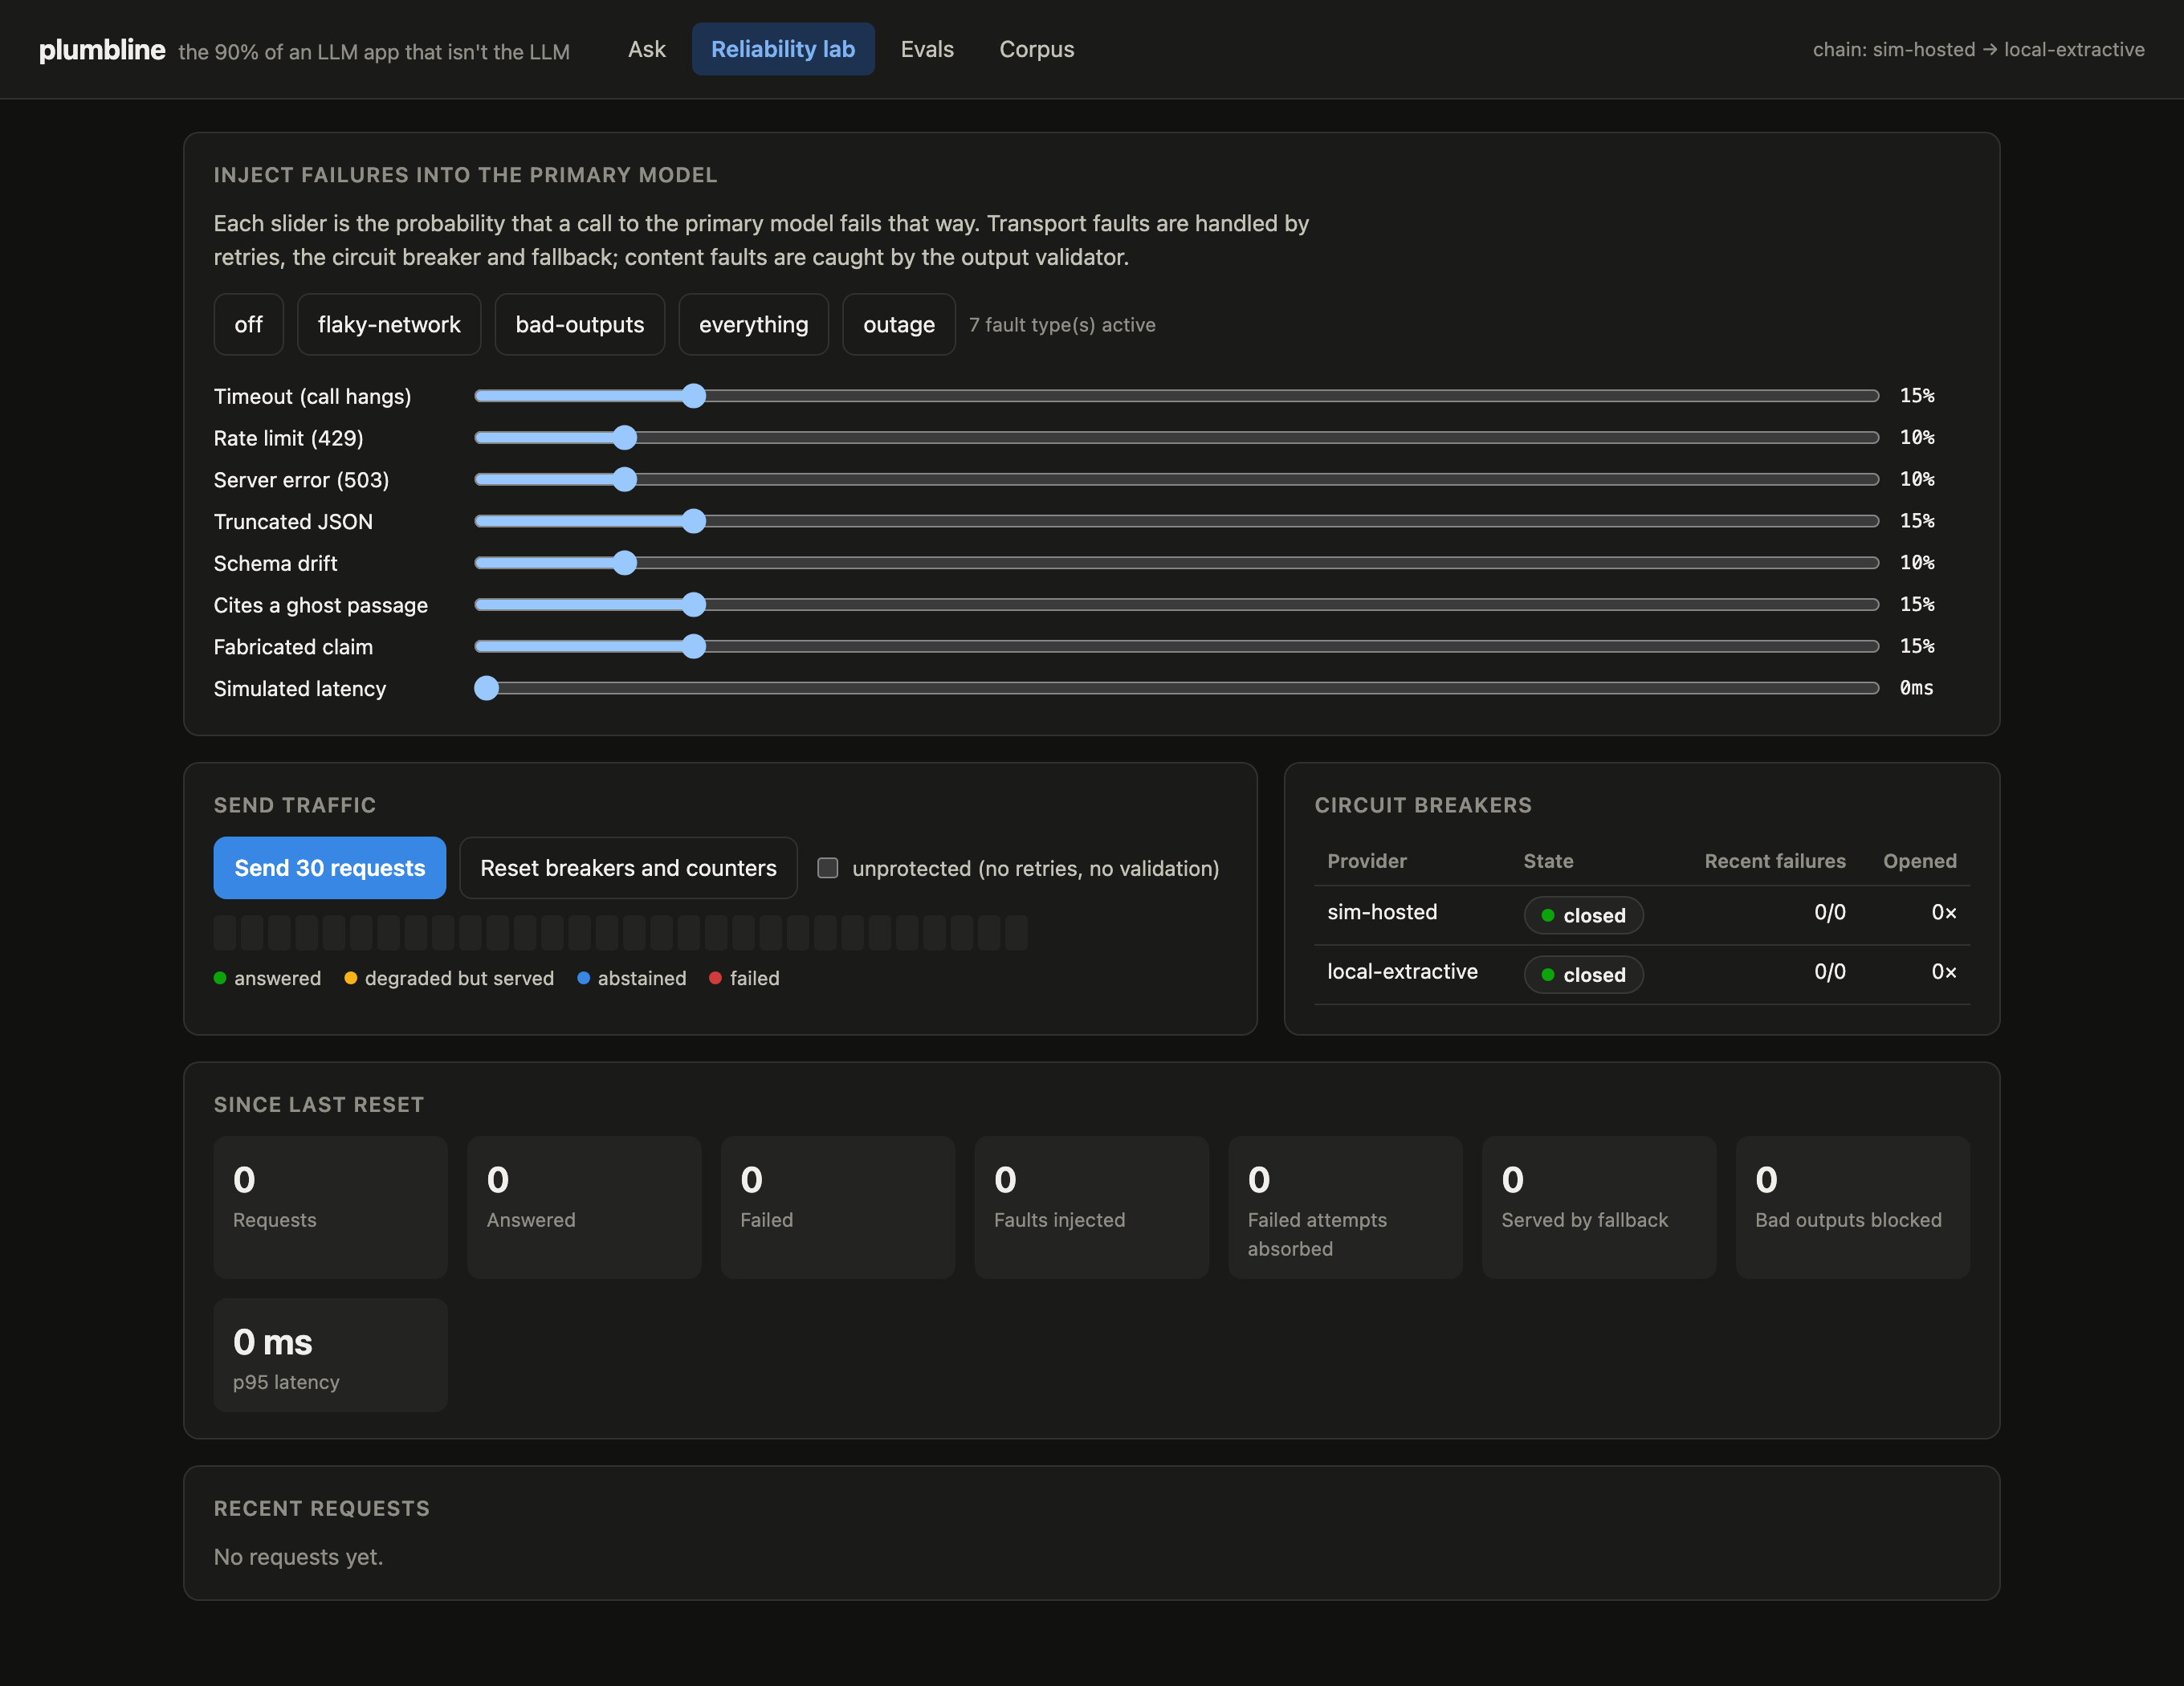 plumbline the 90% of an LLM app that isn't the LLM Ask Reliability lab Evals Corpus chain: sim-hosted → local-extractive
INJECT FAILURES INTO THE PRIMARY MODEL
Each slider is the probability that a call to the primary model fails that way. Transport faults are handled by
retries, the circuit breaker and fallback; content faults are caught by the output validator.
off flaky-network bad-outputs everything outage 7 fault type(s) active
Timeout (call hangs) 15%
Rate limit (429) 10%
Server error (503) 10%
Truncated JSON 15%
Schema drift 10%
Cites a ghost passage 15%
Fabricated claim 15%
Simulated latency 0ms
SEND TRAFFIC
Send 30 requests Reset breakers and counters unprotected (no retries, no validation)
answered degraded but served abstained failed
CIRCUIT BREAKERS
Provider State Recent failures Opened
sim-hosted closed 0/0 0×
local-extractive closed 0/0 0×
SINCE LAST RESET
0 0 0 0 0 0 0
Requests Answered Failed Faults injected Failed attempts Served by fallback Bad outputs blocked
absorbed
0 ms
p95 latency
RECENT REQUESTS
No requests yet.